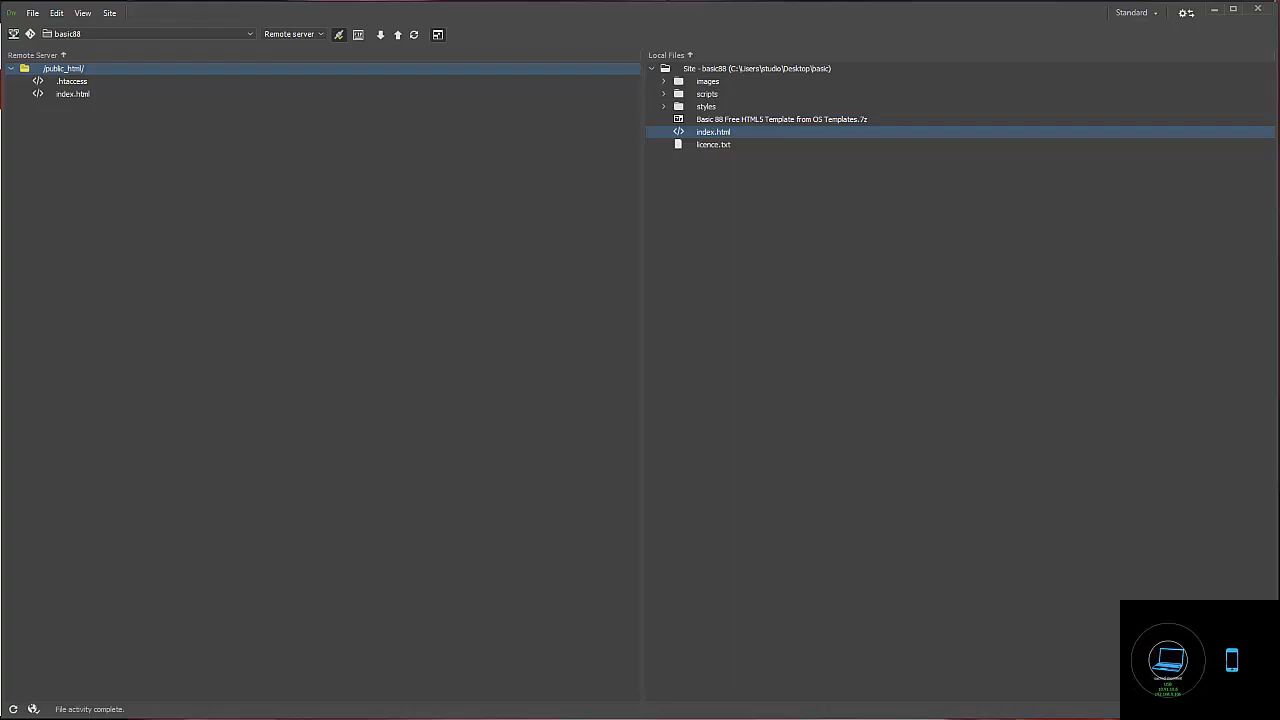 Dw File Edit View Site Standard
basic88 Remote server
Remote Server Local Files
/public_html/ Site - basic88 (C:\Users\studio\Desktop\basic)
.htaccess images
index.html scripts
styles
Basic 88 Free HTML5 Template from OS Templates.7z
index.html
licence.txt
USB
File activity complete.